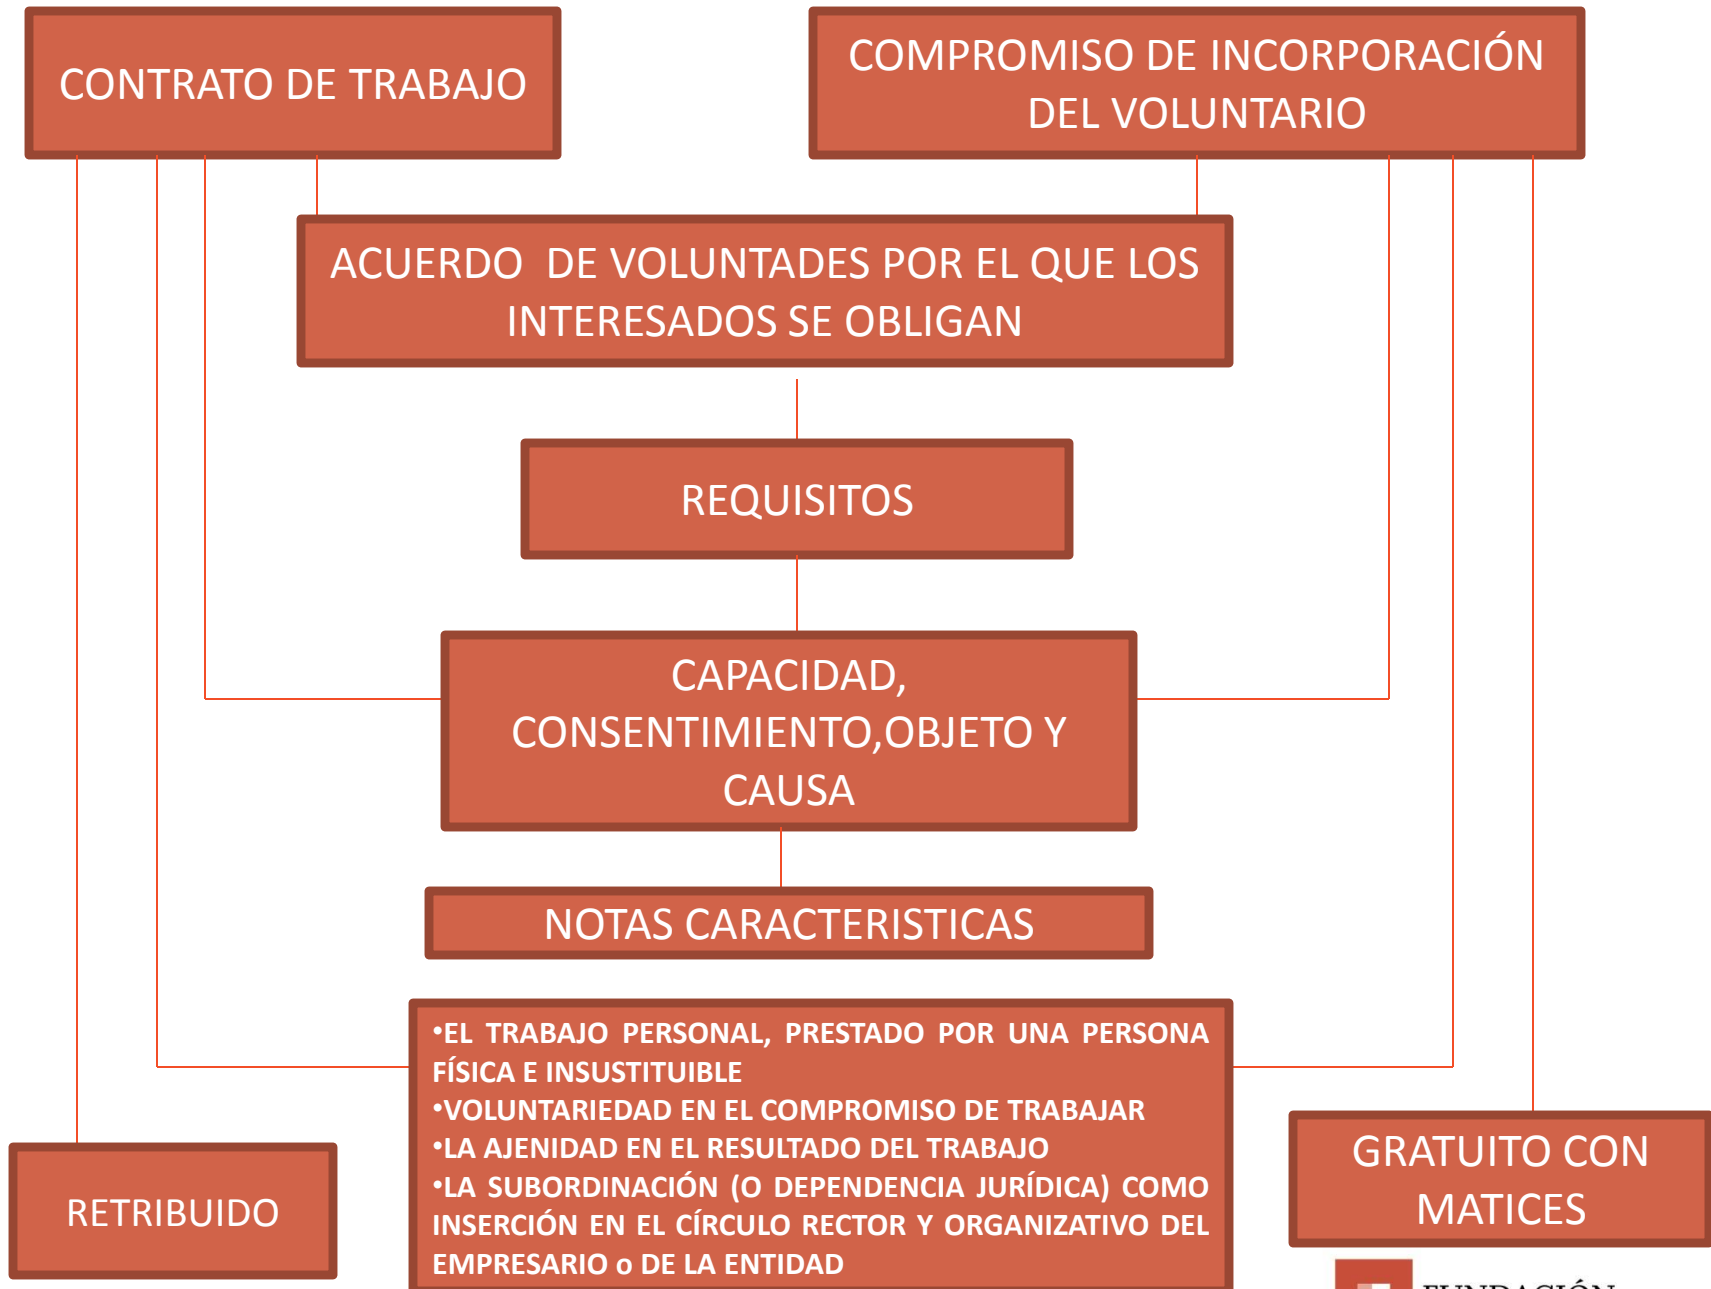 CONTRATO DE TRABAJO
COMPROMISO DE INCORPORACIÓN
DEL VOLUNTARIO
ACUERDO DE VOLUNTADES POR EL QUE LOS
INTERESADOS SE OBLIGAN
REQUISITOS
CAPACIDAD,
CONSENTIMIENTO,OBJETO Y
CAUSA
NOTAS CARACTERISTICAS
•EL TRABAJO PERSONAL, PRESTADO POR UNA PERSONA
FÍSICA E INSUSTITUIBLE
•VOLUNTARIEDAD EN EL COMPROMISO DE TRABAJAR
•LA AJENIDAD EN EL RESULTADO DEL TRABAJO
•LA SUBORDINACIÓN (O DEPENDENCIA JURÍDICA) COMO
INSERCIÓN EN EL CÍRCULO RECTOR Y ORGANIZATIVO DEL
EMPRESARIO o DE LA ENTIDAD
RETRIBUIDO
GRATUITO CON
MATICES
FUNDACIÓN